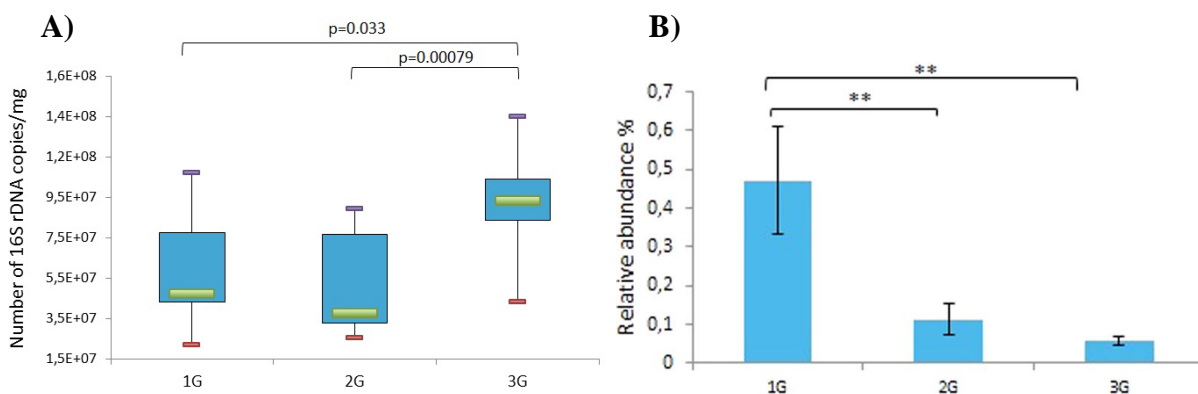 A)
p=0.033
p=0.00079
Number of 16S rDNA copies/mg
1,6E+08
1,4E+08
1,2E+08
9,5E+07
7,5E+07
5,5E+07
3,5E+07
1,5E+07
1G 2G 3G
B)
**
**
Relative abundance %
0,7
0,6
0,5
0,4
0,3
0,2
0,1
0
1G 2G 3G